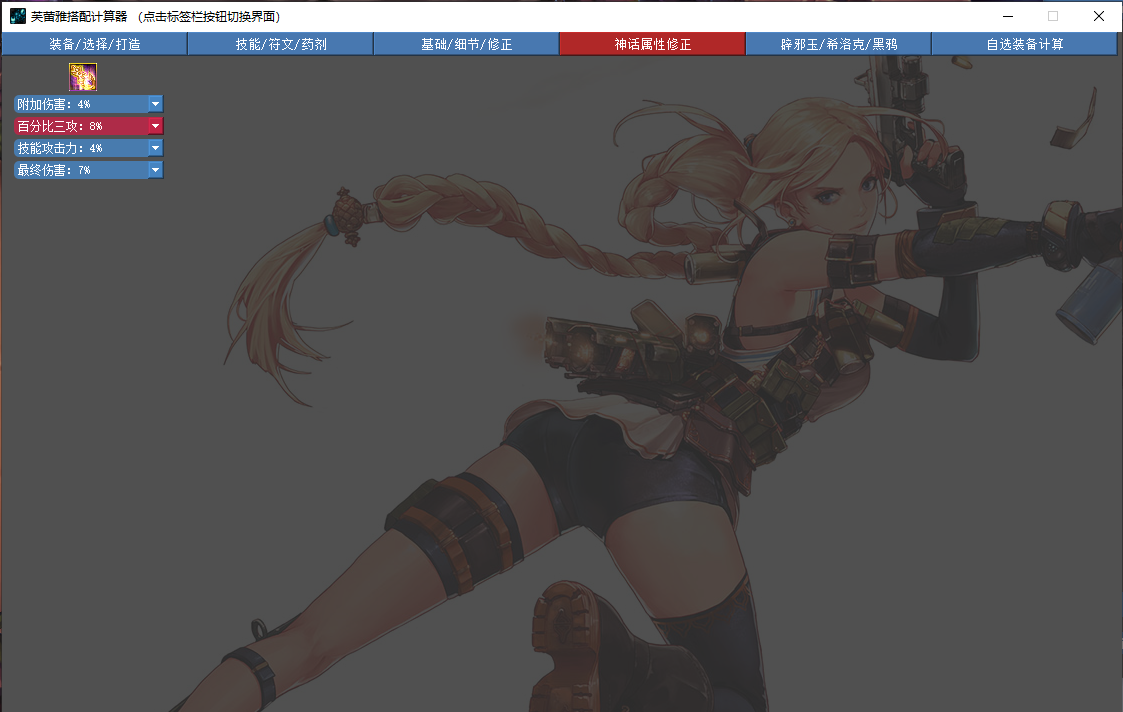 芙蕾雅搭配计算器 (点击标签栏按钮切换界面)
装备/选择/打造 技能/符文/药剂 基础/细节/修正 神话属性修正 辟邪玉/希洛克/黑鸦 自选装备计算
附加伤害: 4%
百分比三攻: 8%
技能攻击力: 4%
最终伤害: 7%